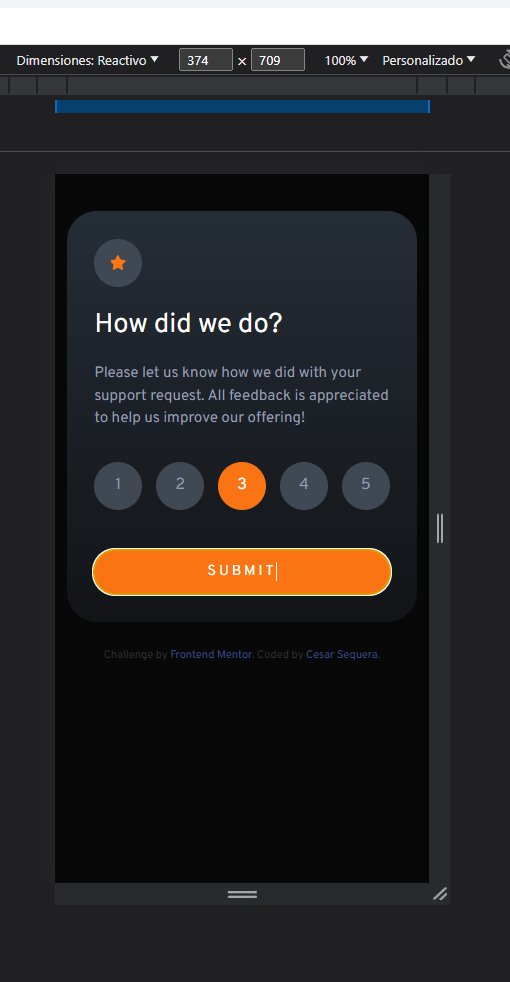 Dimensiones: Reactivo 374 × 709 100% Personalizado
How did we do?
Please let us know how we did with your
support request. All feedback is appreciated
to help us improve our offering!
1 2 3 4 5
SUBMIT
Challenge by Frontend Mentor. Coded by Cesar Sequera.